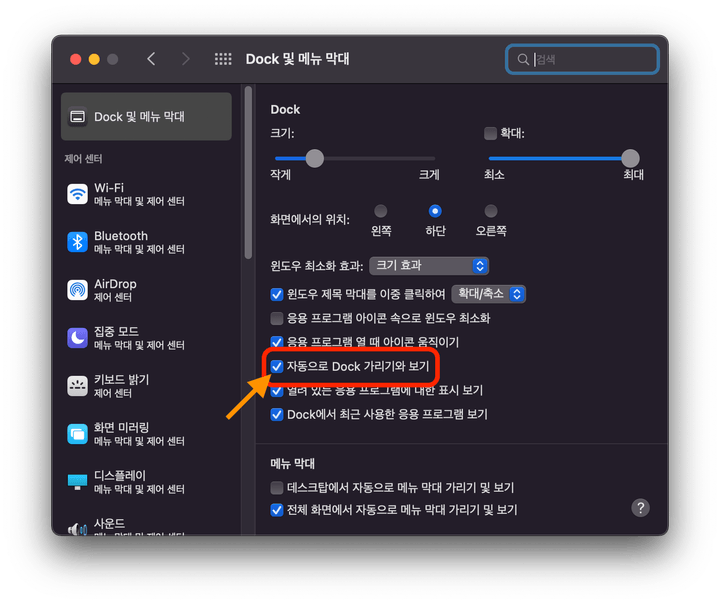 Dock 및 메뉴 막대
검색
Dock 및 메뉴 막대
제어 센터
Wi-Fi
메뉴 막대 및 제어 센터
Bluetooth
메뉴 막대 및 제어 센터
AirDrop
제어 센터
집중 모드
메뉴 막대 및 제어 센터
키보드 밝기
제어 센터
화면 미러링
메뉴 막대 및 제어 센터
디스플레이
메뉴 막대 및 제어 센터
사운드
메뉴 막대 및 제어 센터
Dock
크기:
확대:
작게
크게
최소
최대
화면에서의 위치:
왼쪽
하단
오른쪽
윈도우 최소화 효과:
크기 효과
윈도우 제목 막대를 이중 클릭하여
확대/축소
응용 프로그램 아이콘 속으로 윈도우 최소화
응용 프로그램 열 때 아이콘 움직이기
자동으로 Dock 가리기와 보기
열려 있는 응용 프로그램에 대한 표시 보기
Dock에서 최근 사용한 응용 프로그램 보기
메뉴 막대
데스크탑에서 자동으로 메뉴 막대 가리기 및 보기
전체 화면에서 자동으로 메뉴 막대 가리기 및 보기
?